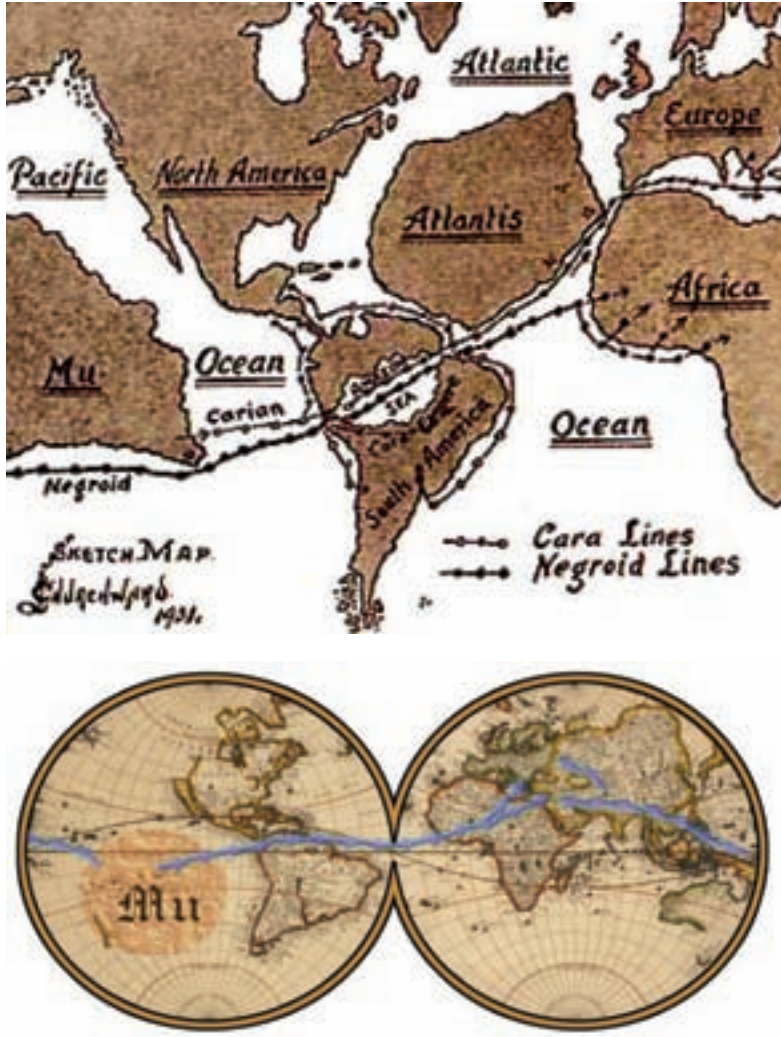 Atlantic
Europe
Pacific
North America
Atlantis
Africa
Mu.
Ocean
Carian
SEA
South America
Ocean
Negroid
SKETCH MAP.
Cara Lines
Negroid Lines
1931.
Mu